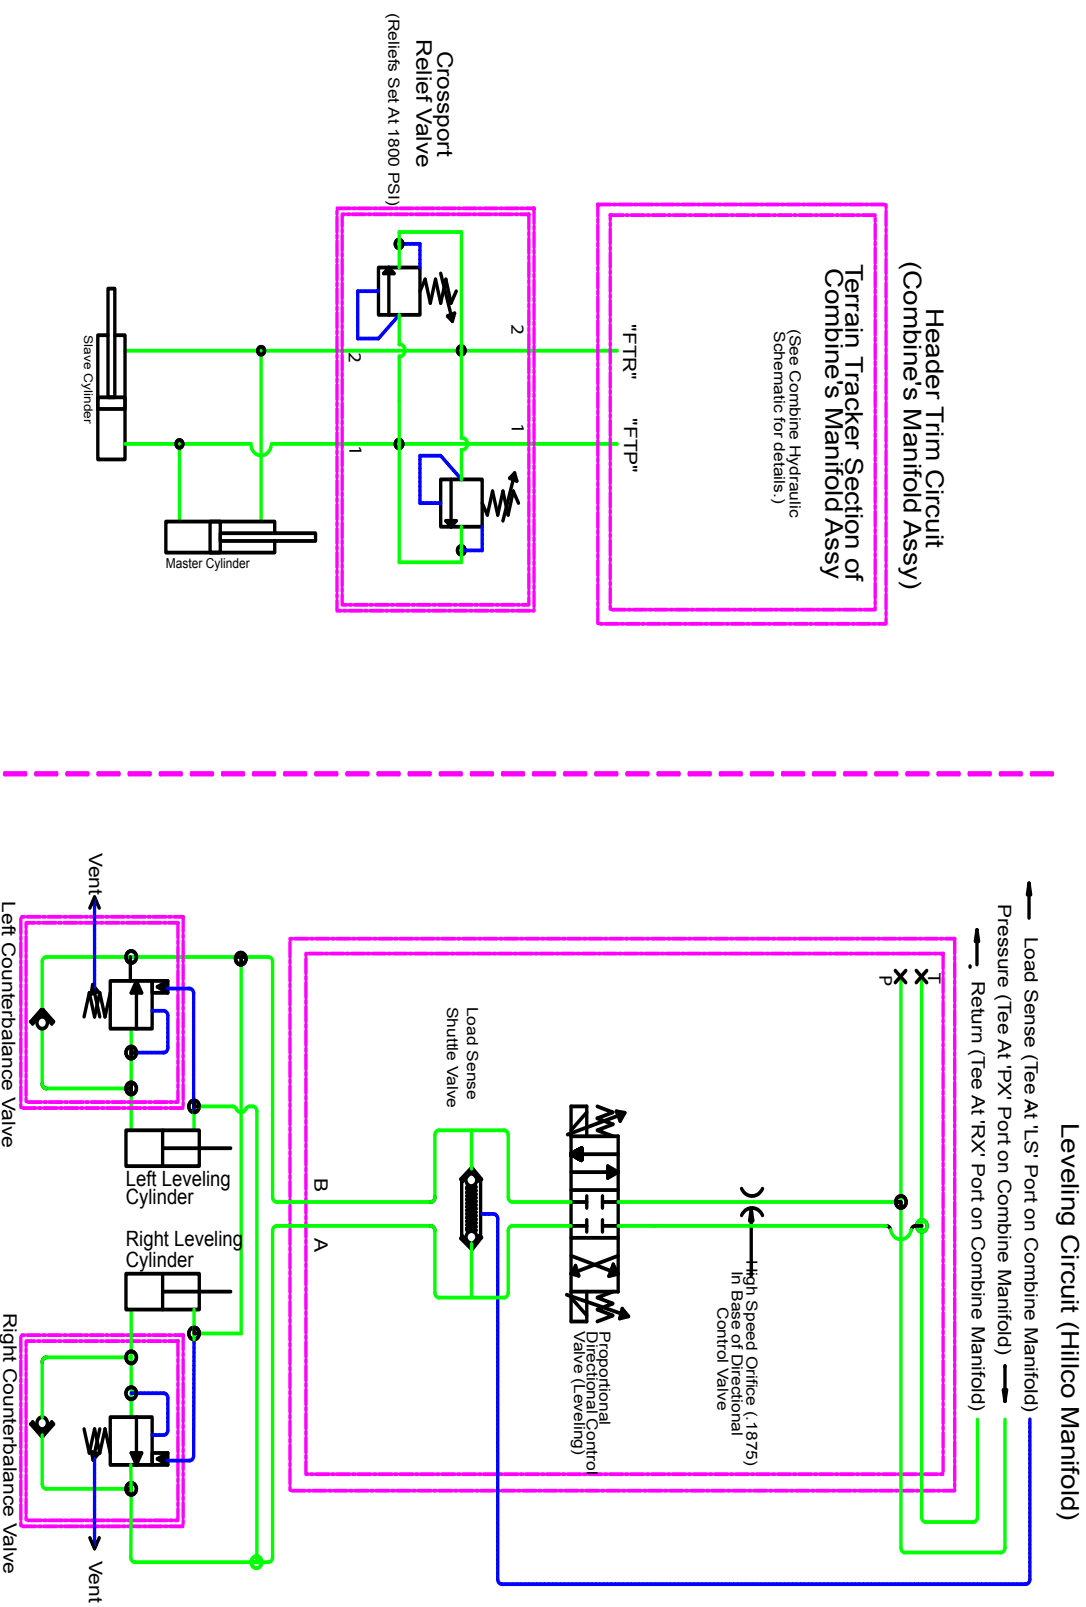 Header Trim Circuit
(Combine's Manifold Assy)
Terrain Tracker Section of
Combine's Manifold Assy
(See Combine Hydraulic
Schematic for details.)
"FTR"
"FTP"
2
1
2
1
Crossport
Relief Valve
(Reliefs Set At 1800 PSI)
Slave Cylinder
Master Cylinder
Leveling Circuit (Hillco Manifold)
Load Sense (Tee At 'LS' Port on Combine Manifold)
Pressure (Tee At 'PX' Port on Combine Manifold)
Return (Tee At 'RX' Port on Combine Manifold)
T
P
High Speed Orifice (.1875)
In Base of Directional
Control Valve
Proportional
Directional Control
Valve (Leveling)
Load Sense
Shuttle Valve
B
A
Left Leveling
Cylinder
Right Leveling
Cylinder
Vent
Left Counterbalance Valve
Right Counterbalance Valve
Vent